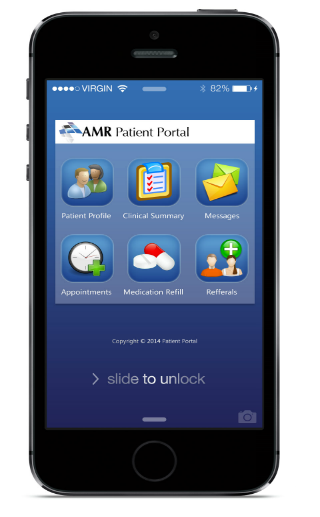 VIRGIN 82%
AMR Patient Portal
Patient Profile Clinical Summary Messages
Appointments Medication Refill Refferals
Copyright © 2014 Patient Portal
> slide to unlock